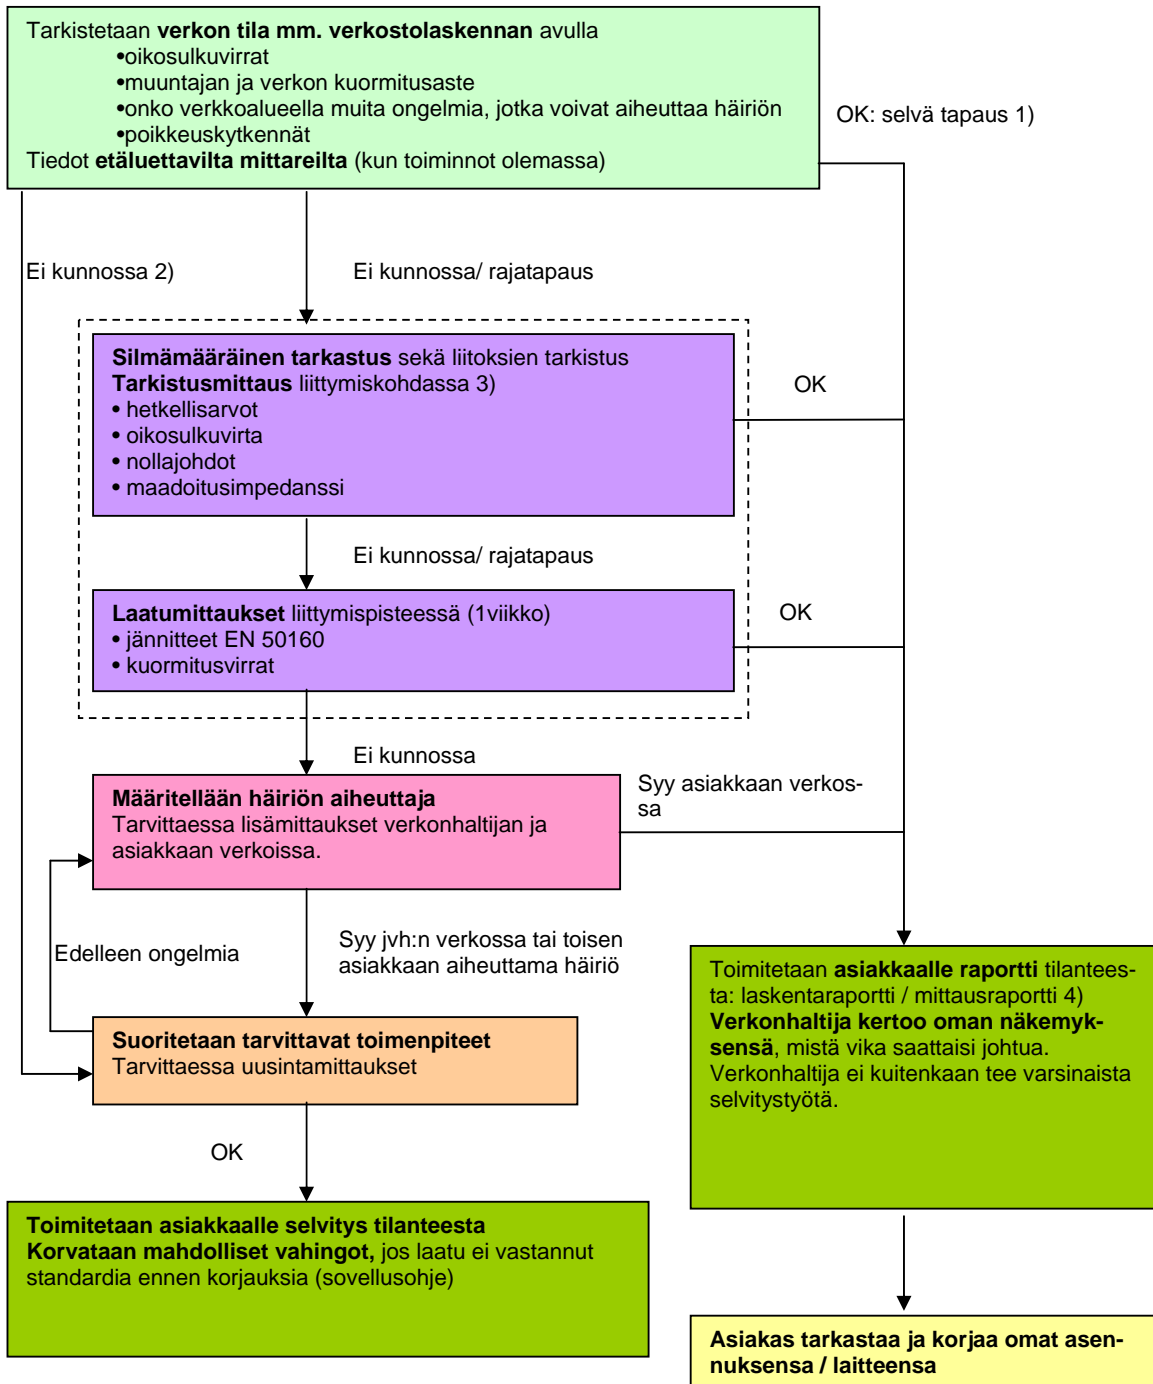 Tarkistetaan verkon tila mm. verkostolaskennan avulla
•oikosulkuvirrat
•muuntajan ja verkon kuormitusaste
•onko verkkoalueella muita ongelmia, jotka voivat aiheuttaa häiriön
•poikkeuskytkennät
Tiedot etäluettavilta mittareilta (kun toiminnot olemassa)
OK: selvä tapaus 1)
Ei kunnossa 2)
Ei kunnossa/ rajatapaus
Silmämääräinen tarkastus sekä liitoksien tarkistus
Tarkistusmittaus liittymiskohdassa 3)
• hetkellisarvot
• oikosulkuvirta
• nollajohdot
• maadoitusimpedanssi
OK
Ei kunnossa/ rajatapaus
Laatumittaukset liittymispisteessä (1viikko)
• jännitteet EN 50160
• kuormitusvirrat
OK
Ei kunnossa
Määritellään häiriön aiheuttaja
Tarvittaessa lisämittaukset verkonhaltijan ja
asiakkaan verkoissa.
Syy asiakkaan verkos-
sa
Edelleen ongelmia
Syy jvh:n verkossa tai toisen
asiakkaan aiheuttama häiriö
Suoritetaan tarvittavat toimenpiteet
Tarvittaessa uusintamittaukset
Toimitetaan asiakkaalle raportti tilantees-
ta: laskentaraportti / mittausraportti 4)
Verkonhaltija kertoo oman näkemyk-
sensä, mistä vika saattaisi johtua.
Verkonhaltija ei kuitenkaan tee varsinaista
selvitystyötä.
OK
Toimitetaan asiakkaalle selvitys tilanteesta
Korvataan mahdolliset vahingot, jos laatu ei vastannut
standardia ennen korjauksia (sovellusohje)
Asiakas tarkastaa ja korjaa omat asen-
nuksensa / laitteensa